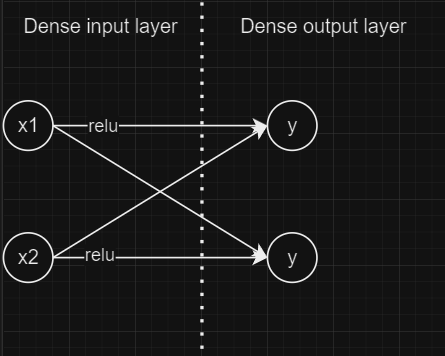 Dense input layer
Dense output layer
x1
relu
y
x2
relu
y